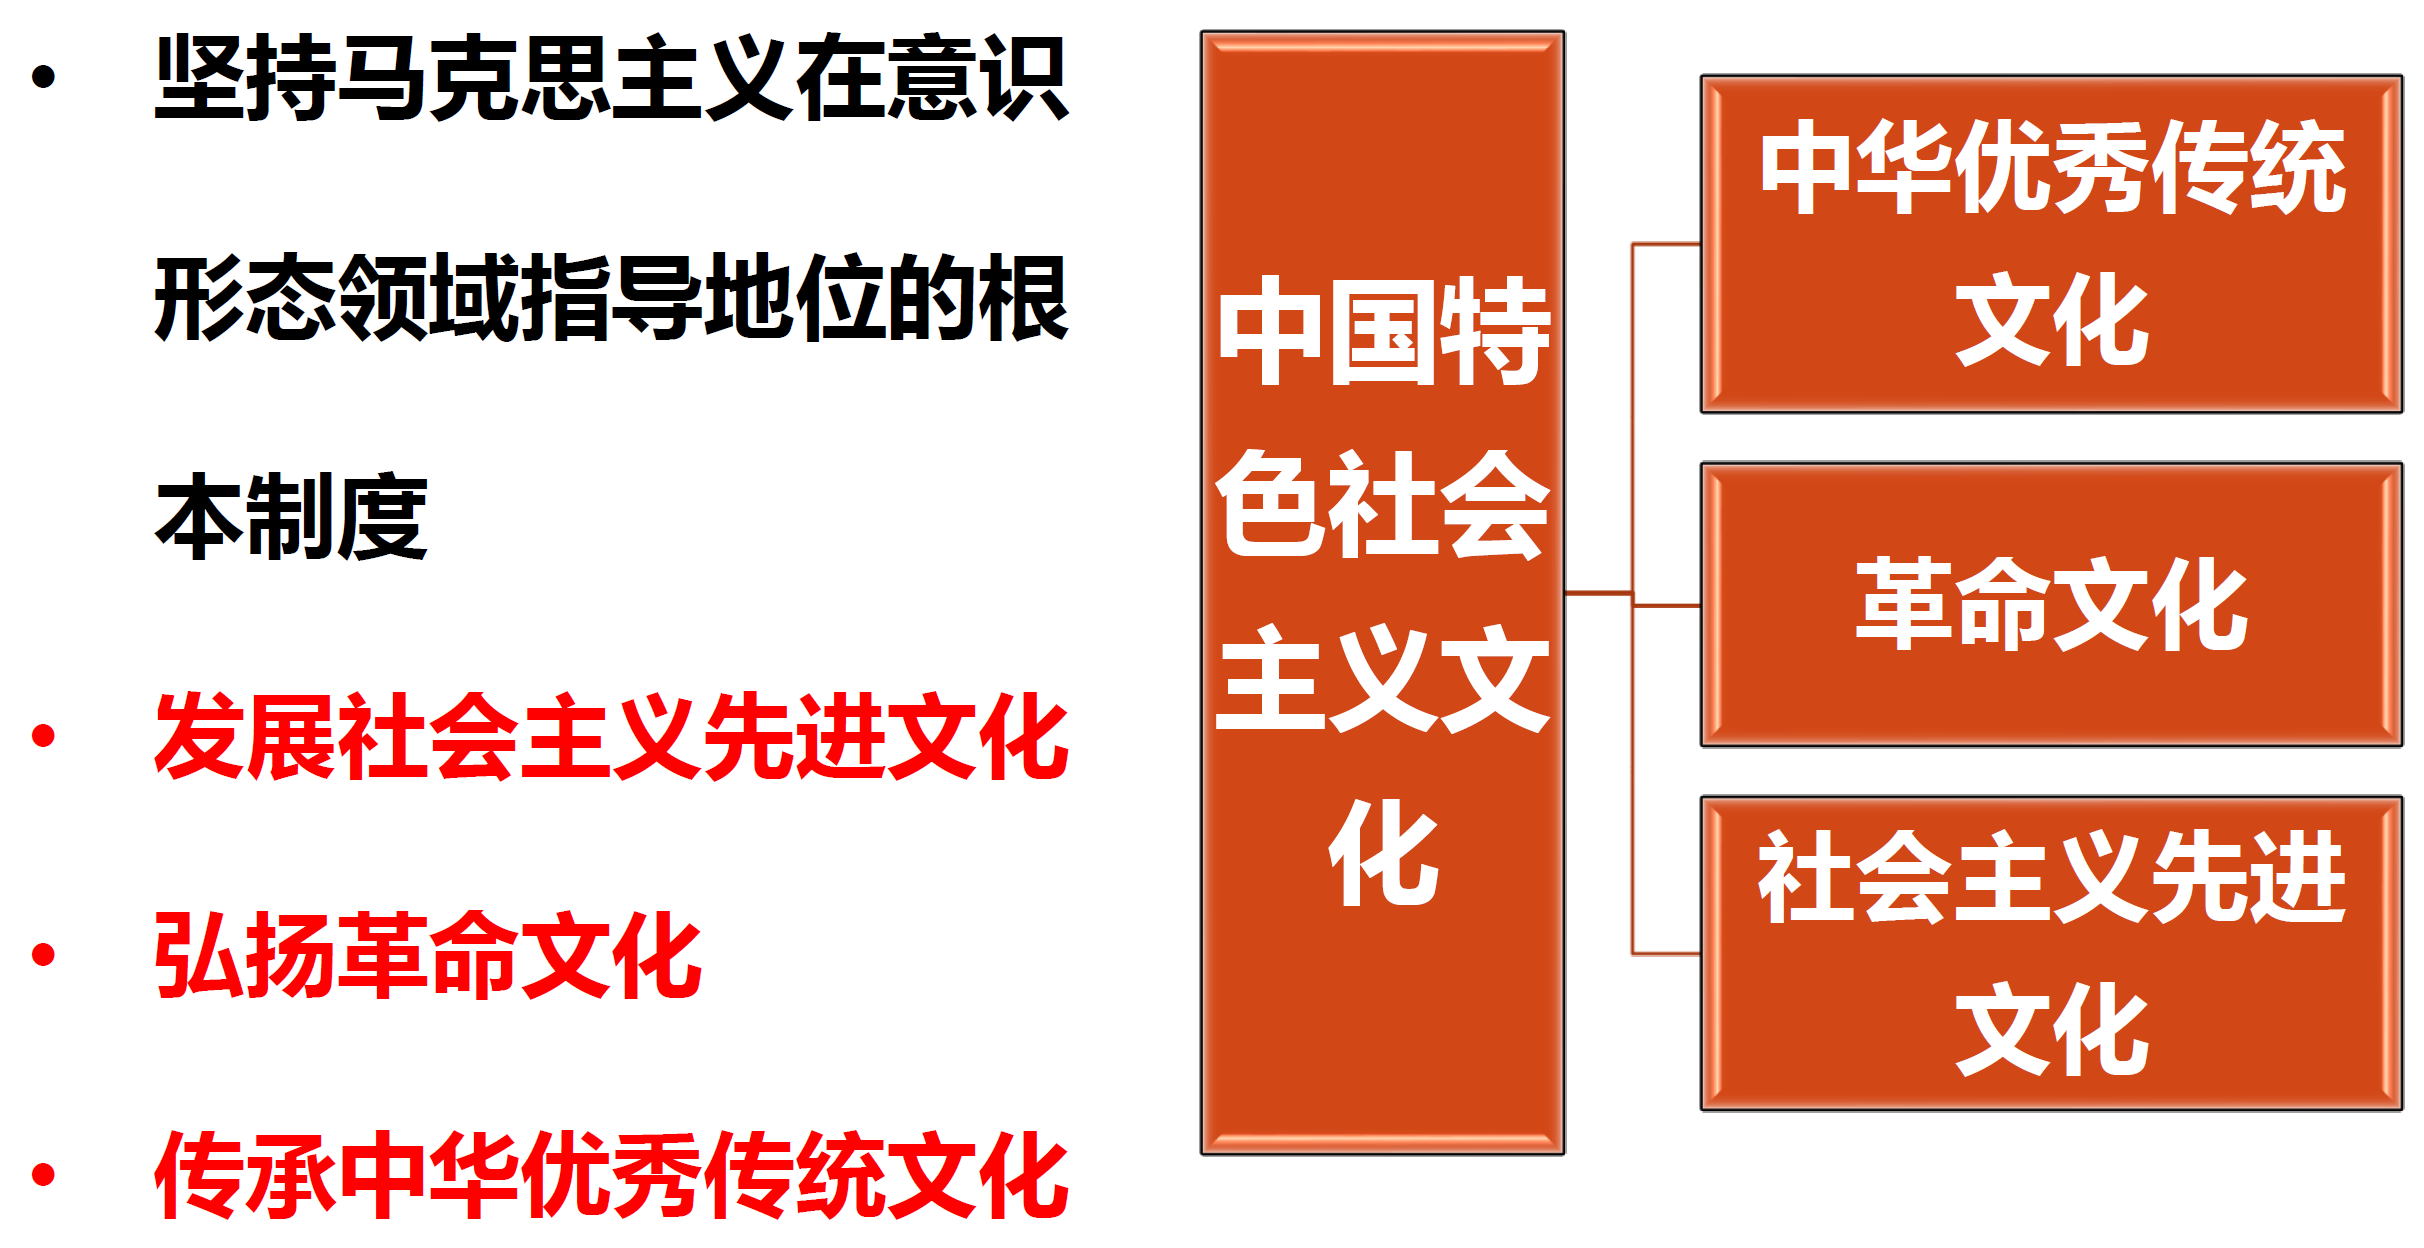 • 坚持马克思主义在意识
形态领域指导地位的根
本制度
• 发展社会主义先进文化
• 弘扬革命文化
• 传承中华优秀传统文化
中国特
色社会
主义文
化
中华优秀传统
文化
革命文化
社会主义先进
文化